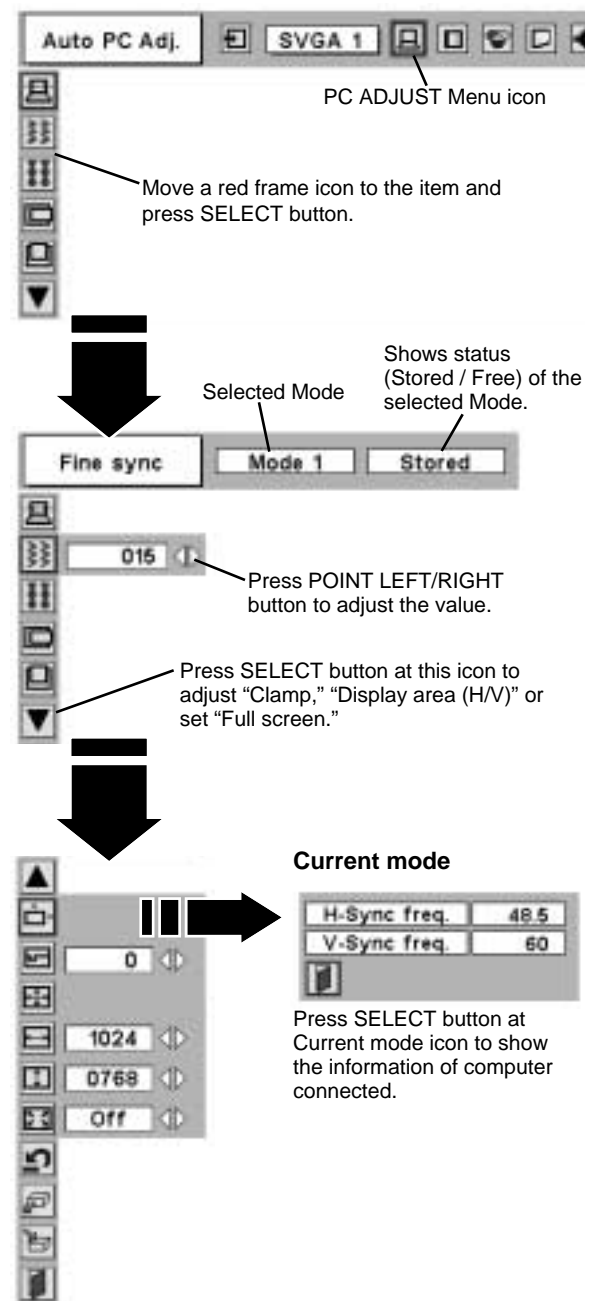 Auto PC Adj. SVGA 1
PC ADJUST Menu icon
Move a red frame icon to the item and
press SELECT button.
Shows status
(Stored / Free) of the
selected Mode.
Selected Mode
Fine sync Mode 1 Stored
015
Press POINT LEFT/RIGHT
button to adjust the value.
Press SELECT button at this icon to
adjust “Clamp,” “Display area (H/V)” or
set “Full screen.”
Current mode
H-Sync freq. 48.5
V-Sync freq. 60
0
1024
0768
Off
Press SELECT button at
Current mode icon to show
the information of computer
connected.